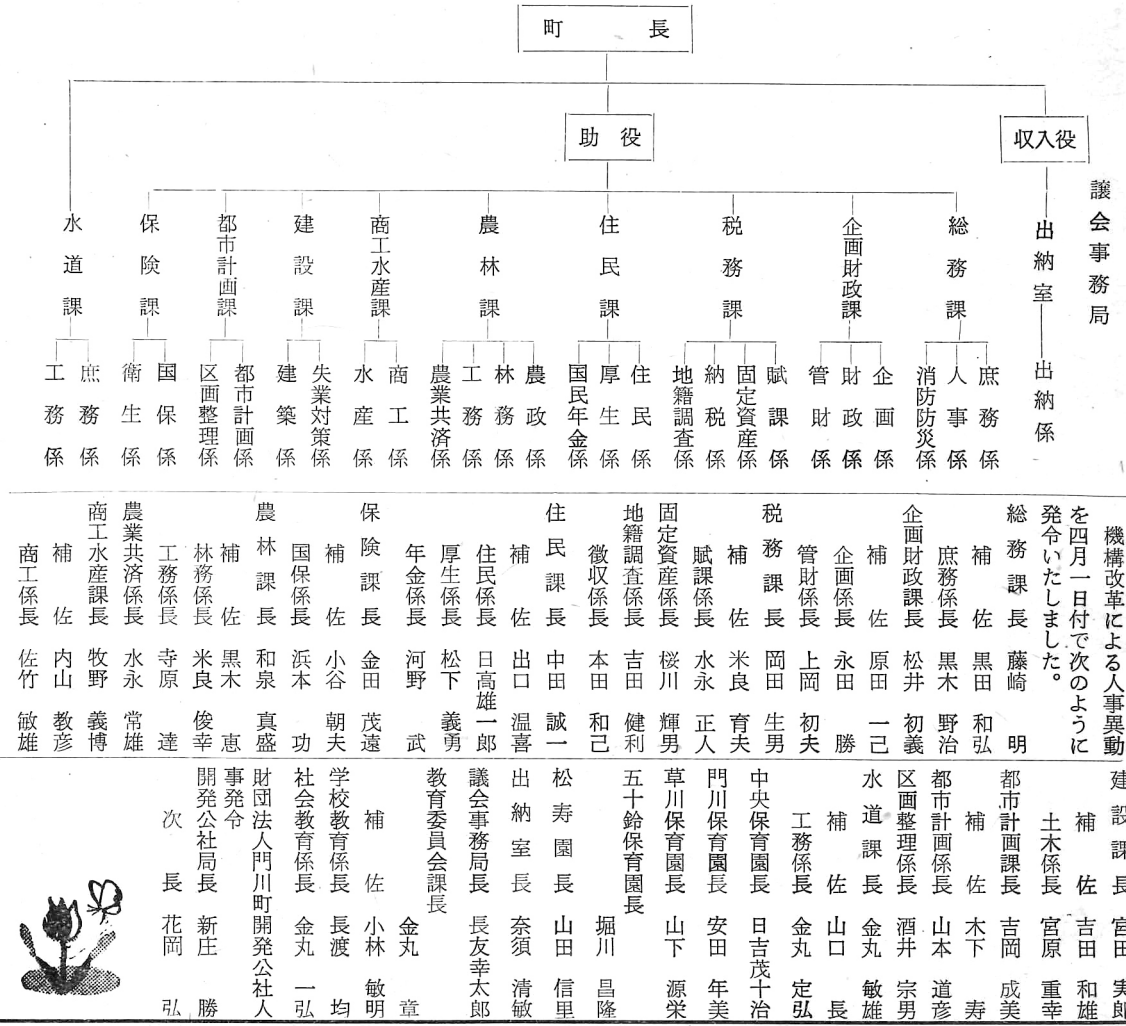 町長
助役
収入役
譲会事務局
出納室
出納係
総務課
庶務係
人事係
消防防災係
企画財政課
企画係
財政係
管財係
税務課
賦課係
固定資産係
納税係
地籍調査係
住民課
住民係
厚生係
国民年金係
農林課
農政係
林務係
工務係
農業共済係
商工水産課
商工係
水産係
建設課
失業対策係
建築係
都市計画課
都市計画係
区画整理係
保険課
国保係
衛生係
水道課
庶務係
工務係
機構改革による人事異動
を四月一日付で次のように
発令いたしました。
総務課長 藤崎明
補佐 黒田和弘
庶務係長 黒木野治
企画財政課長 松井初義
補佐 原田一己
企画係長 永田勝
管財係長 上岡初夫
税務課長 岡田生男
補佐 米良育夫
賦課係長 水永正人
固定資産係長 桜川輝男
地籍調査係長 吉田健利
徴収係長 本田和己
住民課長 中田誠一
補佐 出口温喜
住民係長 日高雄一郎
厚生係長 松下義勇
年金係長 河野武
保険課長 金田茂遠
補佐 小谷朝夫
国保係長 浜本功
農林課長 和泉真盛
補佐 黒木恵
林務係長 米良俊幸
工務係長 寺原達
農業共済係長 水永常雄
商工水産課長 牧野義博
補佐 内山教彦
商工係長 佐竹敏雄
建設課長 宮田実郎
補佐 吉田和雄
土木係長 宮原重幸
都市計画課長 吉岡成美
補佐 木下寿
都市計画係長 山本道彦
区画整理係長 酒井宗男
水道課長 金丸敏雄
補佐 山口長
工務係長 金丸定弘
中央保育園長 日吉茂十治
門川保育園長 安田年美
草川保育園長 山下源栄
五十鈴保育園長
堀川昌隆
松寿園長 山田信里
出納室長 奈須清敏
議会事務局長 長友幸太郎
教育委員会課長
金丸章
補佐 小林敏明
学校教育係長 長渡均
社会教育係長 金丸一弘
財団法人門川町開発公社人
事発令
開発公社局長 新庄勝
次長 花岡弘